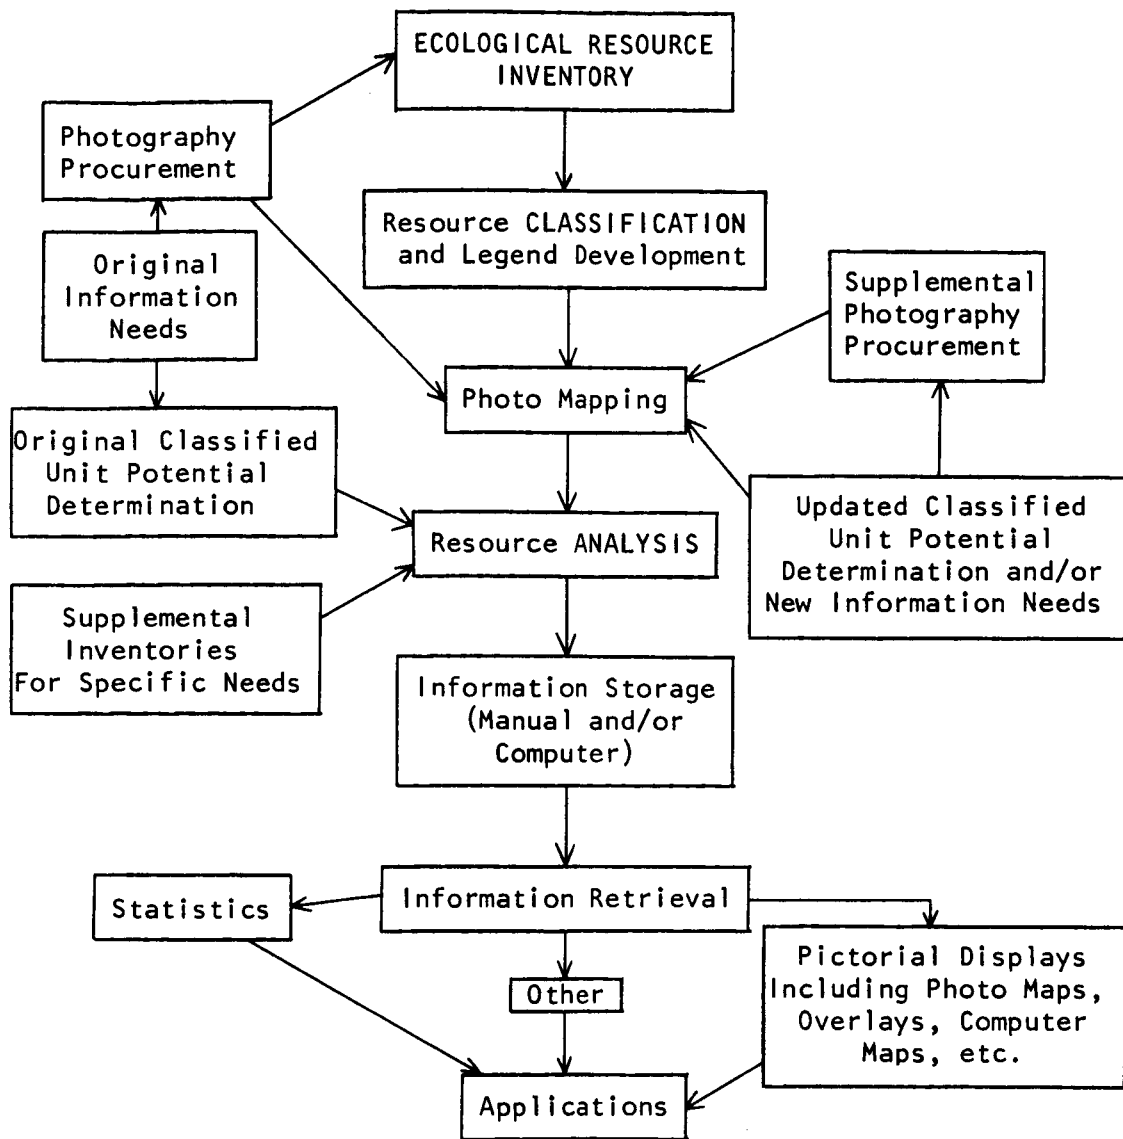 ECOLOGICAL RESOURCE
INVENTORY
Photography
Procurement
Resource CLASSIFICATION
and Legend Development
Original
Information
Needs
Supplemental
Photography
Procurement
Photo Mapping
Original Classified
Unit Potential
Determination
Updated Classified
Unit Potential
Determination and/or
New Information Needs
Resource ANALYSIS
Supplemental
Inventories
For Specific Needs
Information Storage
(Manual and/or
Computer)
Information Retrieval
Statistics
Pictorial Displays
Including Photo Maps,
Overlays, Computer
Maps, etc.
Other
Applications